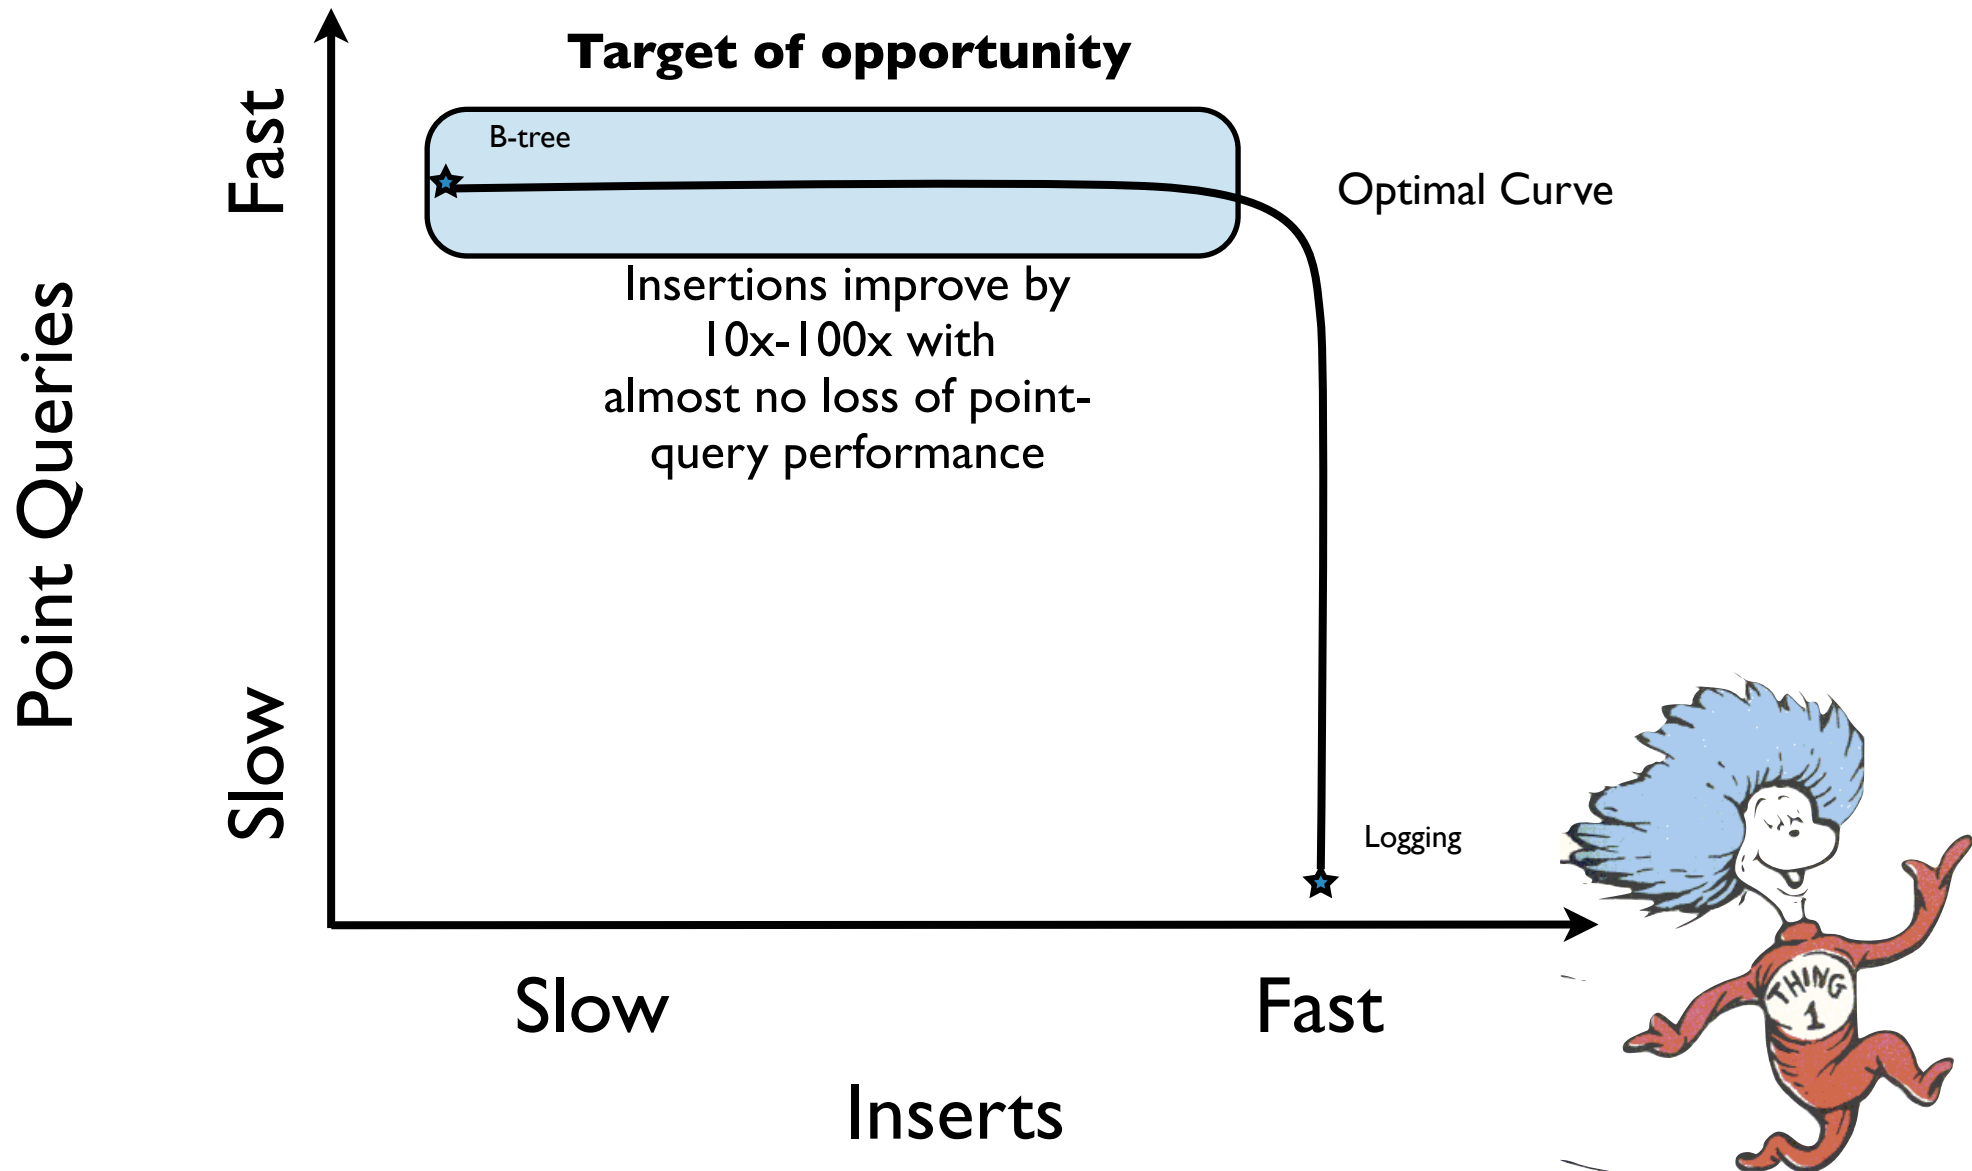 Target of opportunity
B-tree
Optimal Curve
Insertions improve by
10x-100x with
almost no loss of point-
query performance
Point Queries
Fast
Slow
Logging
Slow
Fast
Inserts
THING
1